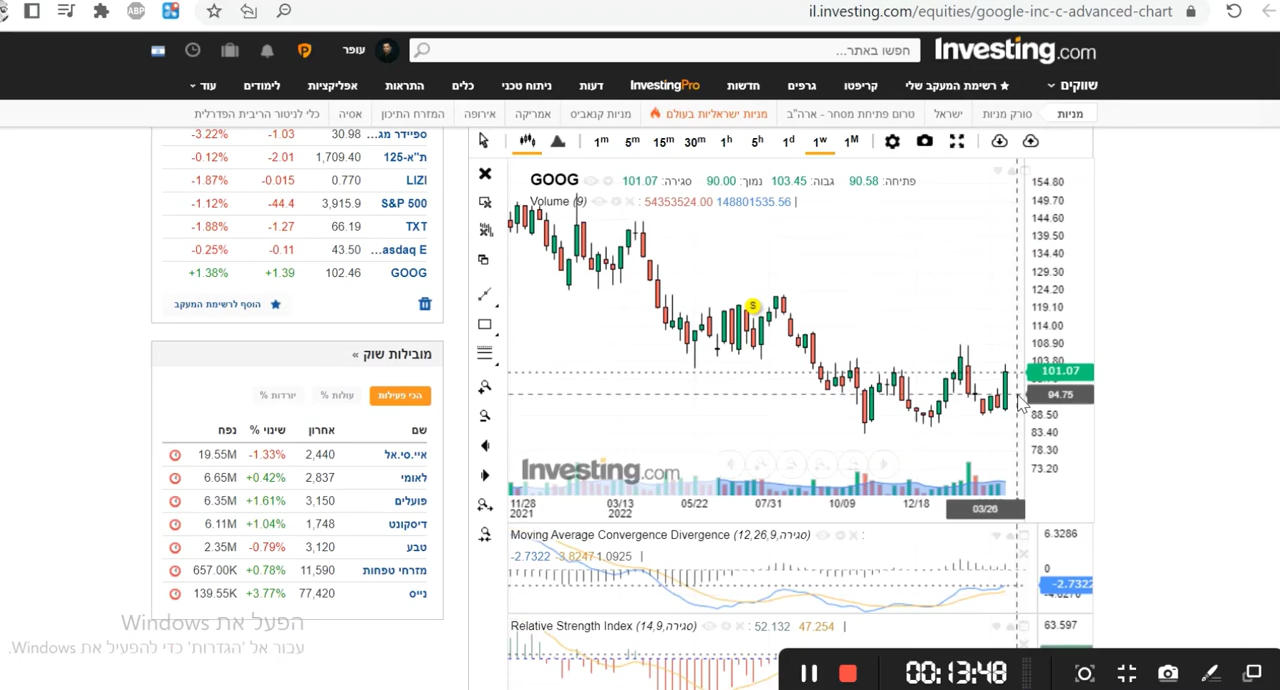 il.investing.com/equities/google-inc-c-advanced-chart
ABP
Investing.com
חפשו באתר...
עופר
שווקים
★ רשימת המעקב שלי
קריפטו
גרפים
חדשות
InvestingPro
דעות
ניתוח טכני
כלים
התראות
אפליקציות
לימודים
עוד
מניות
סורק מניות
ישראל
טרום פתיחת מסחר - ארה"ב
מניות ישראליות בעולם
מניות קנאביס
אמריקה
אירופה
המזרח התיכון
אסיה
כלי לניטור הריבית הפדרלית
ספיידר מג... 30.98 -1.03 -3.22%
ת"א-125 1,709.40 -2.01 -0.12%
LIZI 0.770 -0.015 -1.87%
S&P 500 3,915.9 -44.4 -1.12%
TXT 66.19 -1.27 -1.88%
...asdaq E 43.50 -0.11 -0.25%
GOOG 102.46 +1.39 +1.38%
הוסף לרשימת המעקב
מובילות שוק »
הכי פעילות
עולות %
יורדות %
שם אחרון שינוי % נפח
איי.סי.אל 2,440 -1.33% 19.55M
לאומי 2,837 +0.42% 6.65M
פועלים 3,150 +1.61% 6.35M
דיסקונט 1,748 +1.04% 6.11M
טבע 3,120 -0.79% 2.35M
מזרחי טפחות 11,590 +0.78% 657.00K
נייס 77,420 +3.77% 139.55K
1m 5m 15m 30m 1h 5h 1d 1w 1M
GOOG
פתיחה: 90.58 גבוה: 103.45 נמוך: 90.00 סגירה: 101.07
Volume (9) : 54353524.00 148801535.56 |
S
154.80
149.70
144.60
139.50
134.40
129.30
124.20
119.10
114.00
108.90
103.80
101.07
94.75
88.50
83.40
78.30
73.20
Investing.com
11/28 03/13 05/22 07/31 10/09 12/18 03/26
2021 2022
Moving Average Convergence Divergence (12,26,9,סגירה) :
-2.7322 -3.8247 1.0925 |
6.3286
0
-2.7322
Relative Strength Index (14,9,סגירה) : 52.132 47.254 |
63.597
הפעל את Windows
עבור אל 'הגדרות' כדי להפעיל את Windows.
00:13:48